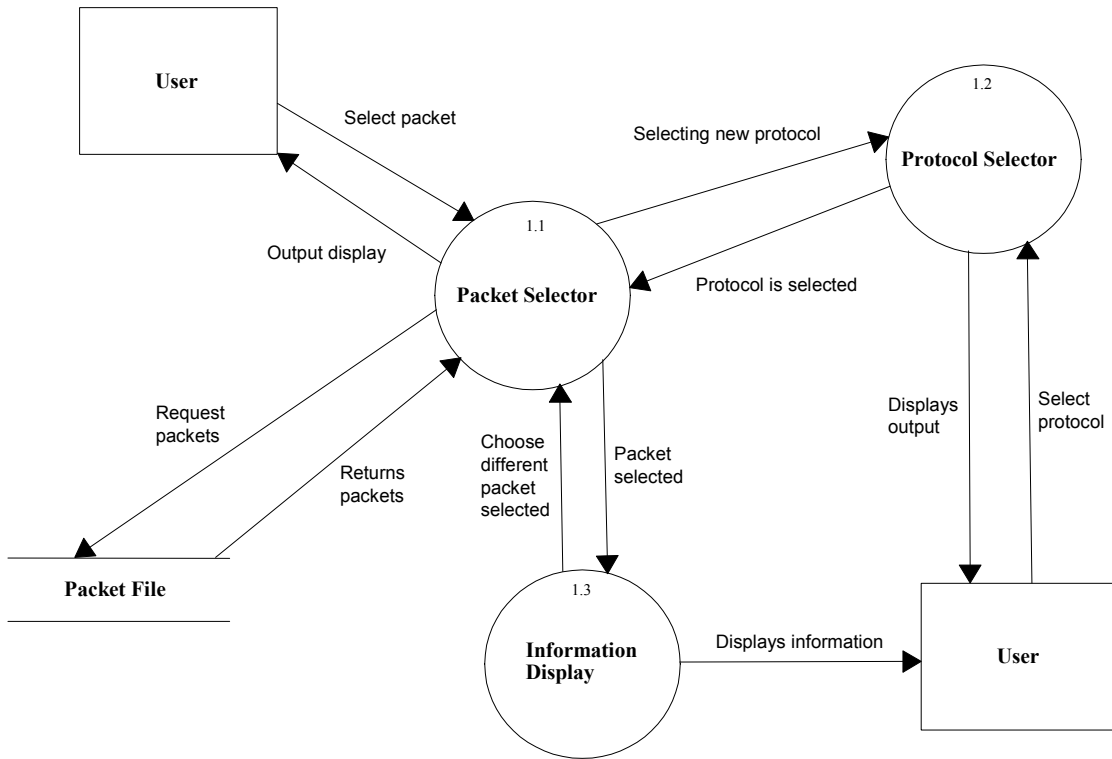 User
Select packet
Output display
1.1
Packet Selector
Selecting new protocol
Protocol is selected
1.2
Protocol Selector
Request
packets
Returns
packets
Choose
different
packet
selected
Packet
selected
Displays
output
Select
protocol
Packet File
1.3
Information
Display
Displays information
User